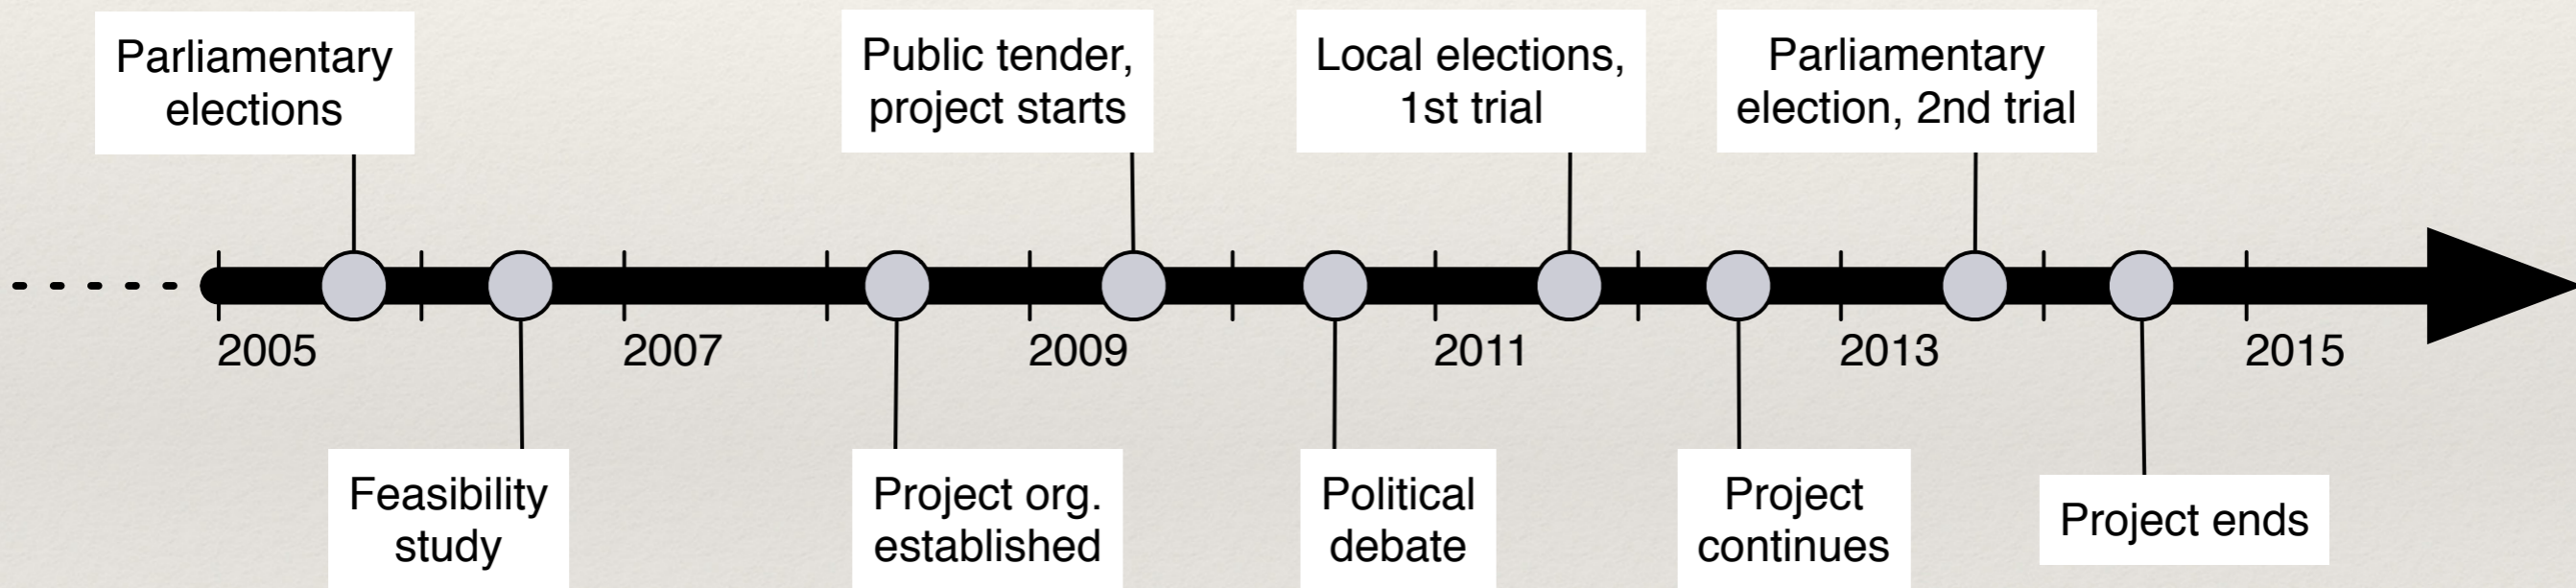 Parliamentary
elections
Public tender,
project starts
Local elections,
1st trial
Parliamentary
election, 2nd trial
2005
2007
2009
2011
2013
2015
Feasibility
study
Project org.
established
Political
debate
Project
continues
Project ends